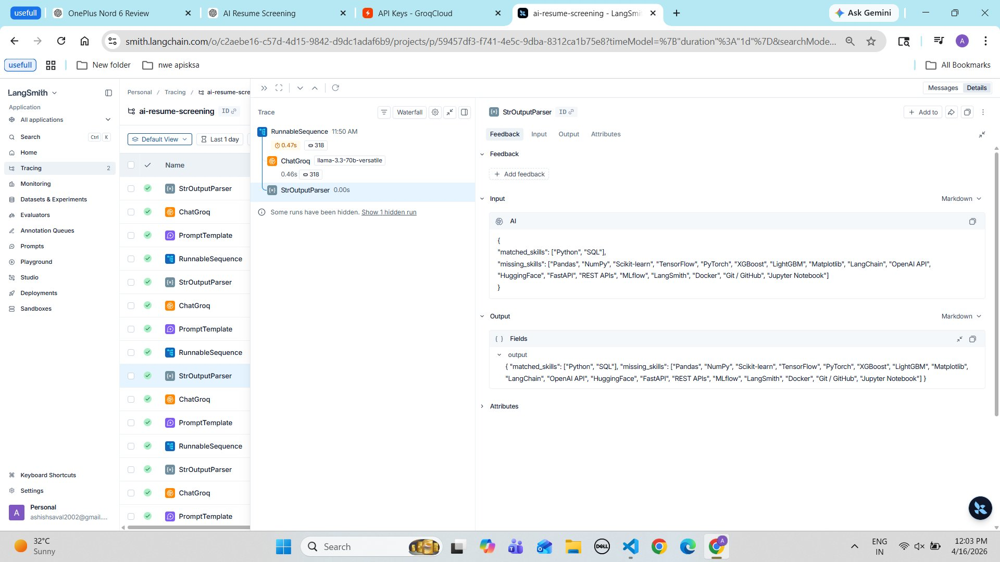 usefull
OnePlus Nord 6 Review
AI Resume Screening
API Keys - GroqCloud
ai-resume-screening - LangSmi
Ask Gemini
smith.langchain.com/o/c2aebe16-c57d-4d15-9842-d9dc1adaf6b9/projects/p/59457df3-f741-4e5c-9dba-8312ca1b75e8?timeModel=%7B"duration"%3A"1d"%7D&searchMode...
A
usefull
New folder
nwe apisksa
All Bookmarks
LangSmith
Application
All applications
Search Ctrl K
Home
Tracing 2
Monitoring
Datasets & Experiments
Evaluators
Annotation Queues
Prompts
Playground
Studio
Deployments
Sandboxes
Keyboard Shortcuts
Settings
A
Personal
ashishsaval2002@gmail....
Personal / Tracing / ai-resume-scre
ai-resume-screening ID
Default View
Last 1 day
Name
StrOutputParser
ChatGroq
PromptTemplate
RunnableSequence
StrOutputParser
ChatGroq
PromptTemplate
RunnableSequence
StrOutputParser
ChatGroq
PromptTemplate
RunnableSequence
StrOutputParser
ChatGroq
PromptTemplate
Messages
Details
Trace
Waterfall
RunnableSequence 11:50 AM
0.47s 318
ChatGroq llama-3.3-70b-versatile
0.46s 318
StrOutputParser 0.00s
Some runs have been hidden. Show 1 hidden run
StrOutputParser ID
+ Add to
Feedback Input Output Attributes
Feedback
+ Add feedback
Input
Markdown
AI
{
"matched_skills": ["Python", "SQL"],
"missing_skills": ["Pandas", "NumPy", "Scikit-learn", "TensorFlow", "PyTorch", "XGBoost", "LightGBM", "Matplotlib", "LangChain", "OpenAI API",
"HuggingFace", "FastAPI", "REST APIs", "MLflow", "LangSmith", "Docker", "Git / GitHub", "Jupyter Notebook"]
}
Output
Markdown
{ } Fields
output
{ "matched_skills": ["Python", "SQL"], "missing_skills": ["Pandas", "NumPy", "Scikit-learn", "TensorFlow", "PyTorch", "XGBoost", "LightGBM", "Matplotlib",
"LangChain", "OpenAI API", "HuggingFace", "FastAPI", "REST APIs", "MLflow", "LangSmith", "Docker", "Git / GitHub", "Jupyter Notebook"] }
Attributes
32°C
Sunny
Search
DELL
A
ENG
IN
12:03 PM
4/16/2026